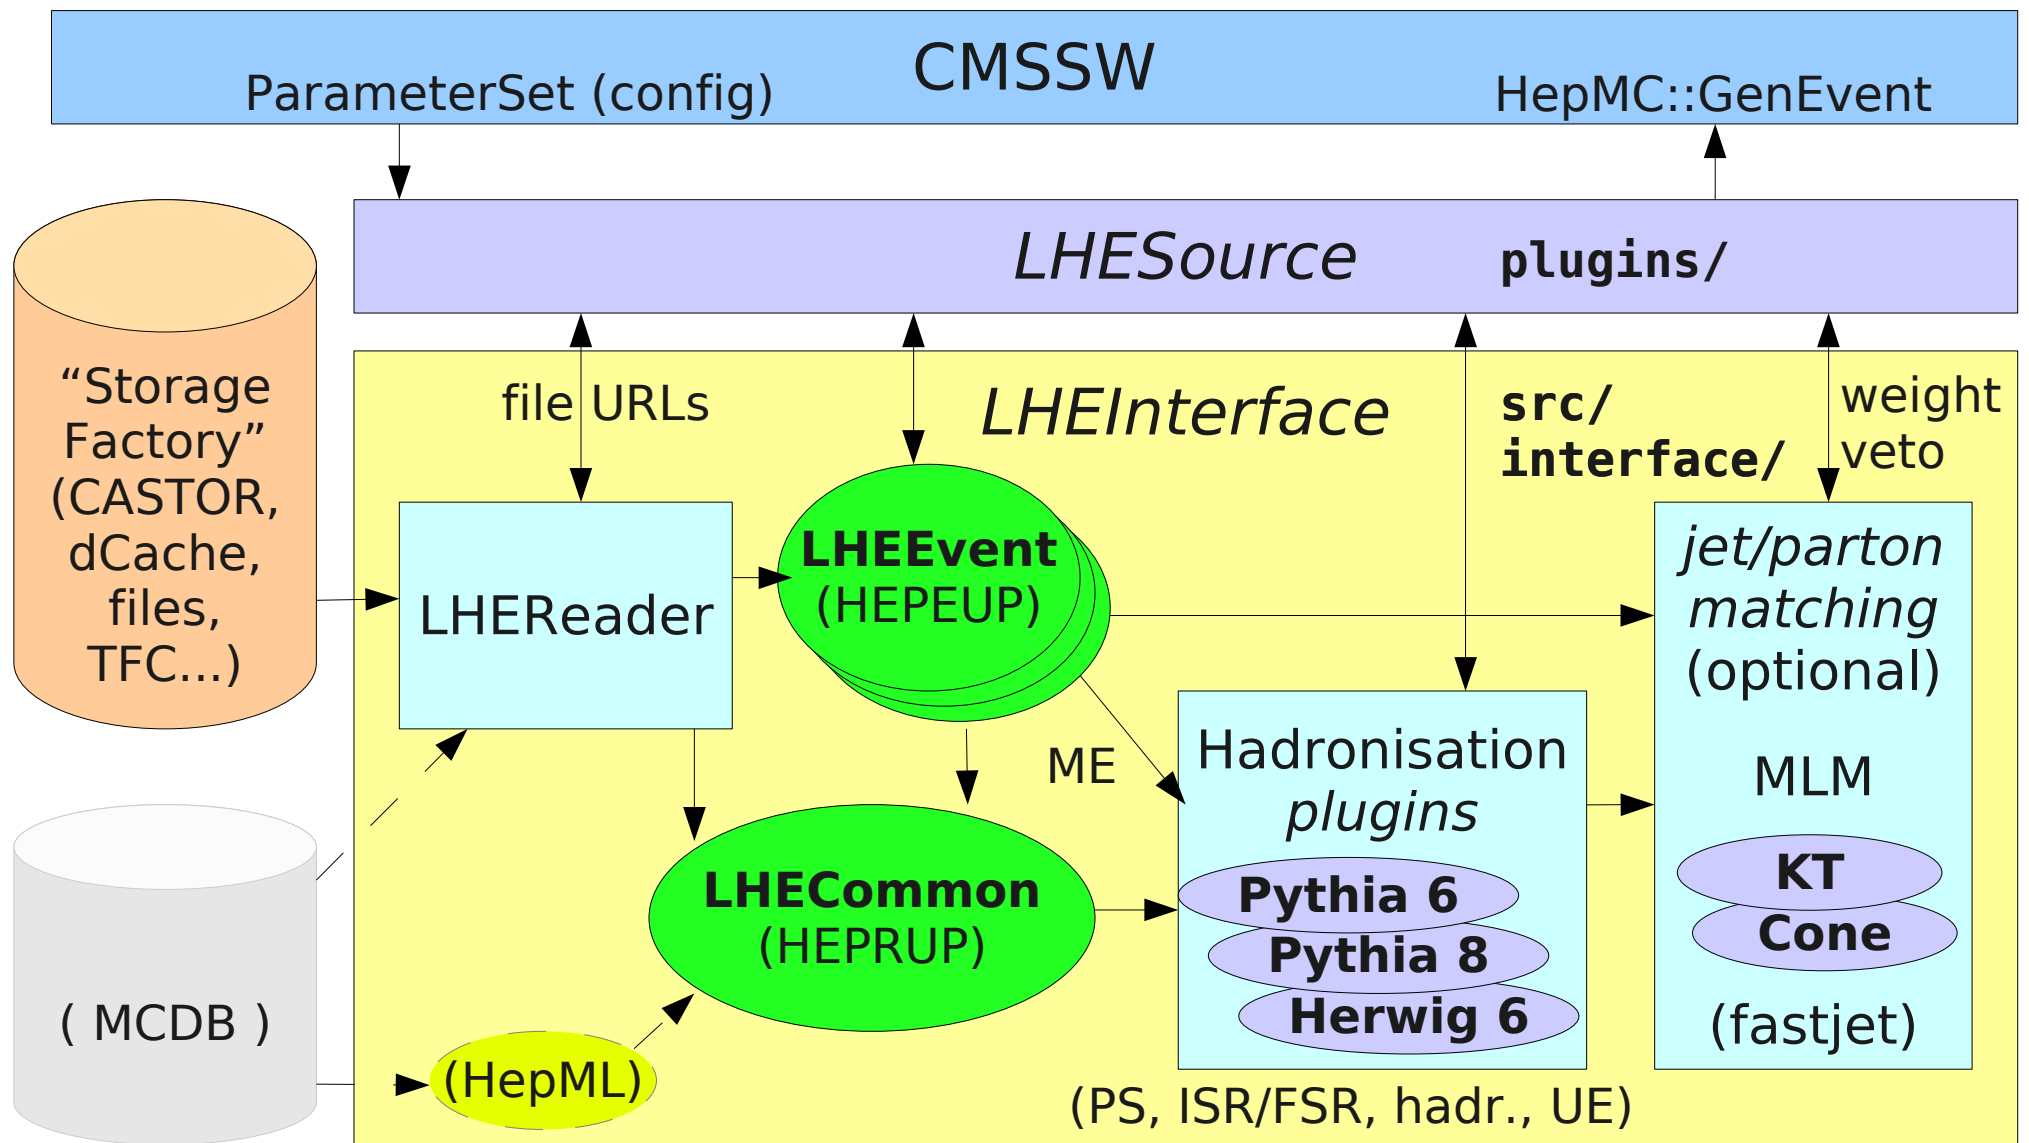 CMSSW
ParameterSet (config)
HepMC::GenEvent
LHESource
plugins/
“Storage
Factory”
(CASTOR,
dCache,
files,
TFC...)
file URLs
LHEInterface
src/
interface/
weight
veto
LHEReader
LHEEvent
(HEPEUP)
jet/parton
matching
(optional)
MLM
KT
Cone
(fastjet)
ME
Hadronisation
plugins
Pythia 6
Pythia 8
Herwig 6
LHECommon
(HEPRUP)
( MCDB )
(HepML)
(PS, ISR/FSR, hadr., UE)